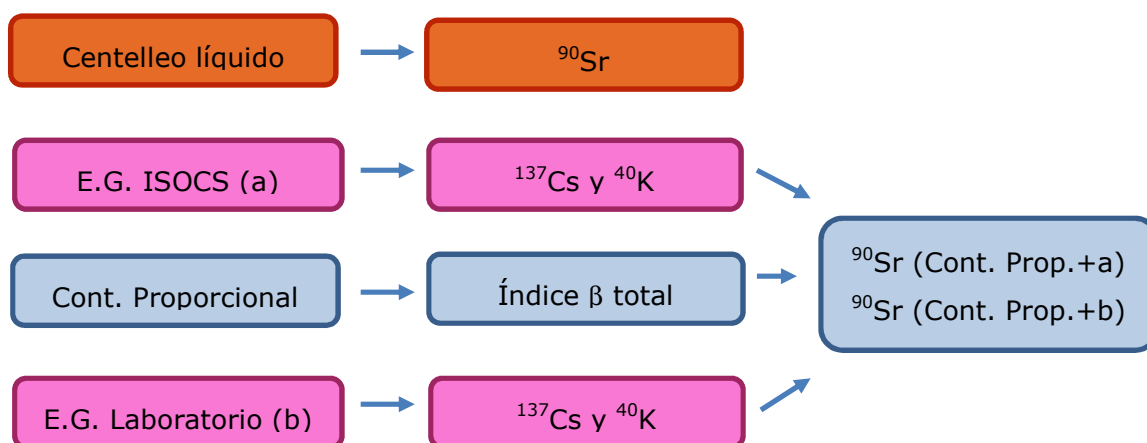 Centelleo líquido
⁹⁰Sr
E.G. ISOCS (a)
¹³⁷Cs y ⁴⁰K
Cont. Proporcional
Índice β total
E.G. Laboratorio (b)
¹³⁷Cs y ⁴⁰K
⁹⁰Sr (Cont. Prop.+a)
⁹⁰Sr (Cont. Prop.+b)